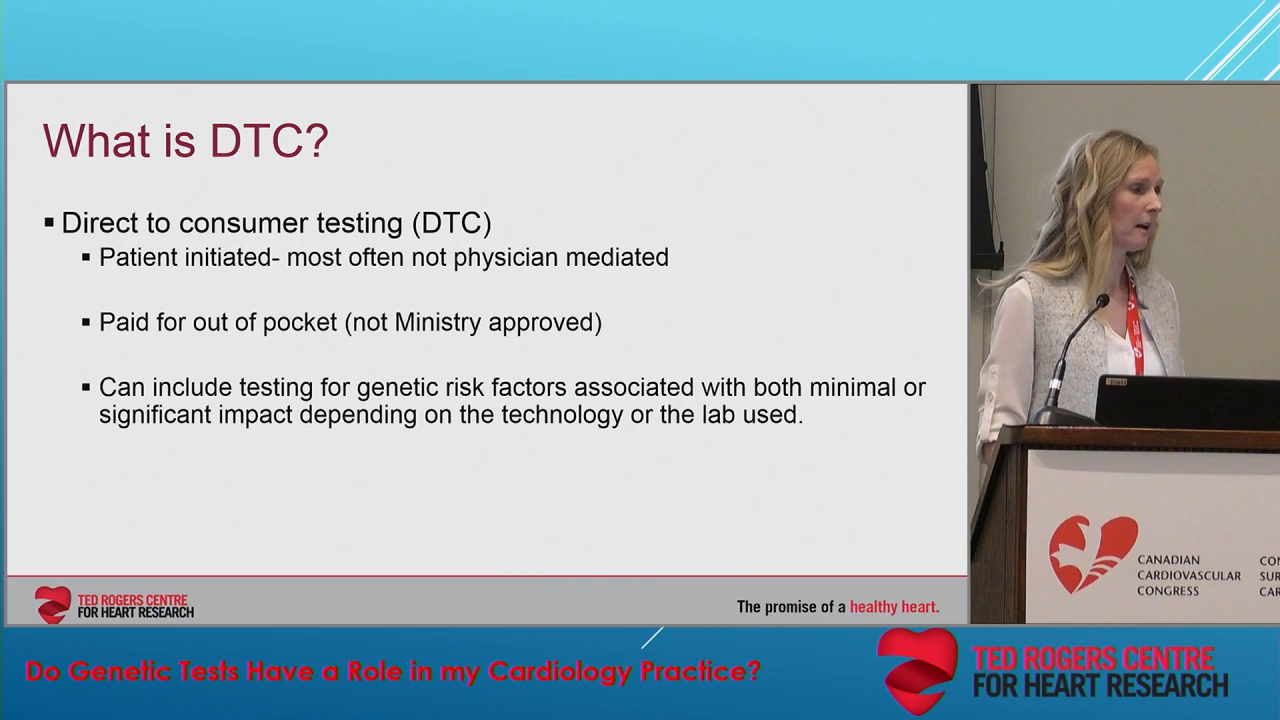 What is DTC?
▪ Direct to consumer testing (DTC)
▪ Patient initiated- most often not physician mediated
▪ Paid for out of pocket (not Ministry approved)
▪ Can include testing for genetic risk factors associated with both minimal or
significant impact depending on the technology or the lab used.
TED ROGERS CENTRE
FOR HEART RESEARCH
The promise of a healthy heart.
CANADIAN
CARDIOVASCULAR
CONGRESS
Do Genetic Tests Have a Role in my Cardiology Practice?
TED ROGERS CENTRE
FOR HEART RESEARCH